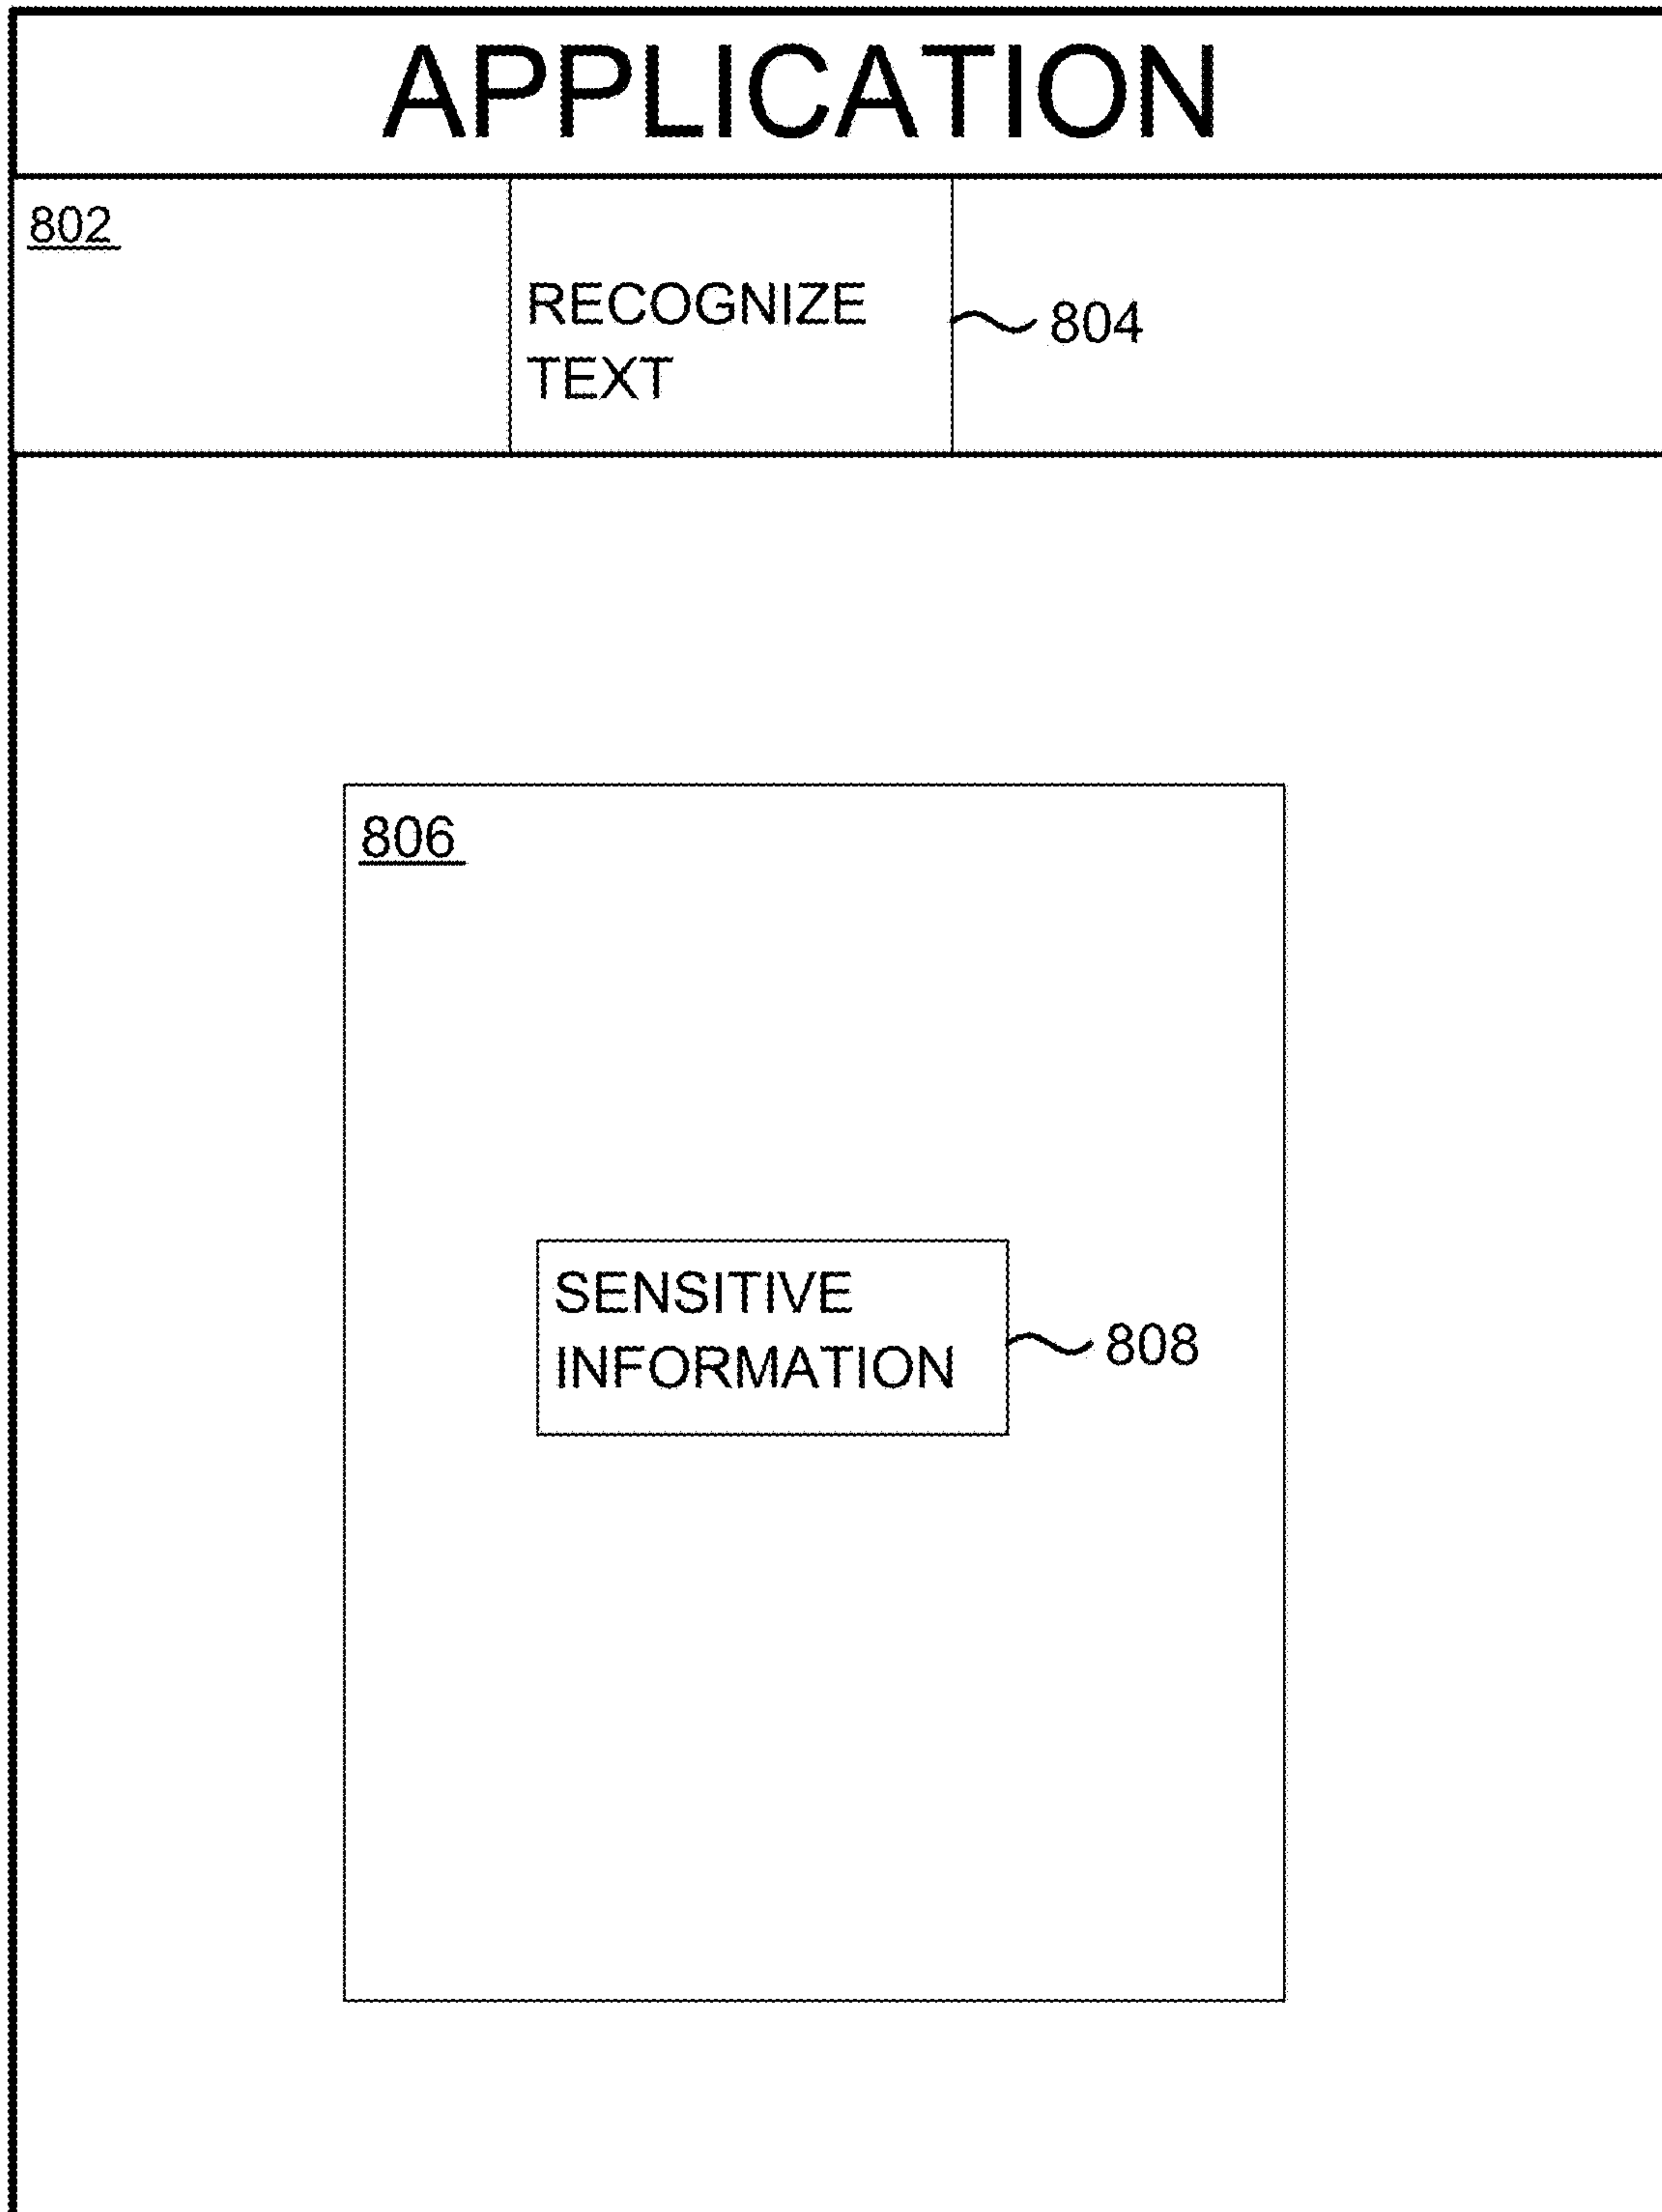 APPLICATION
802
RECOGNIZE
TEXT
804
806
SENSITIVE
INFORMATION
808